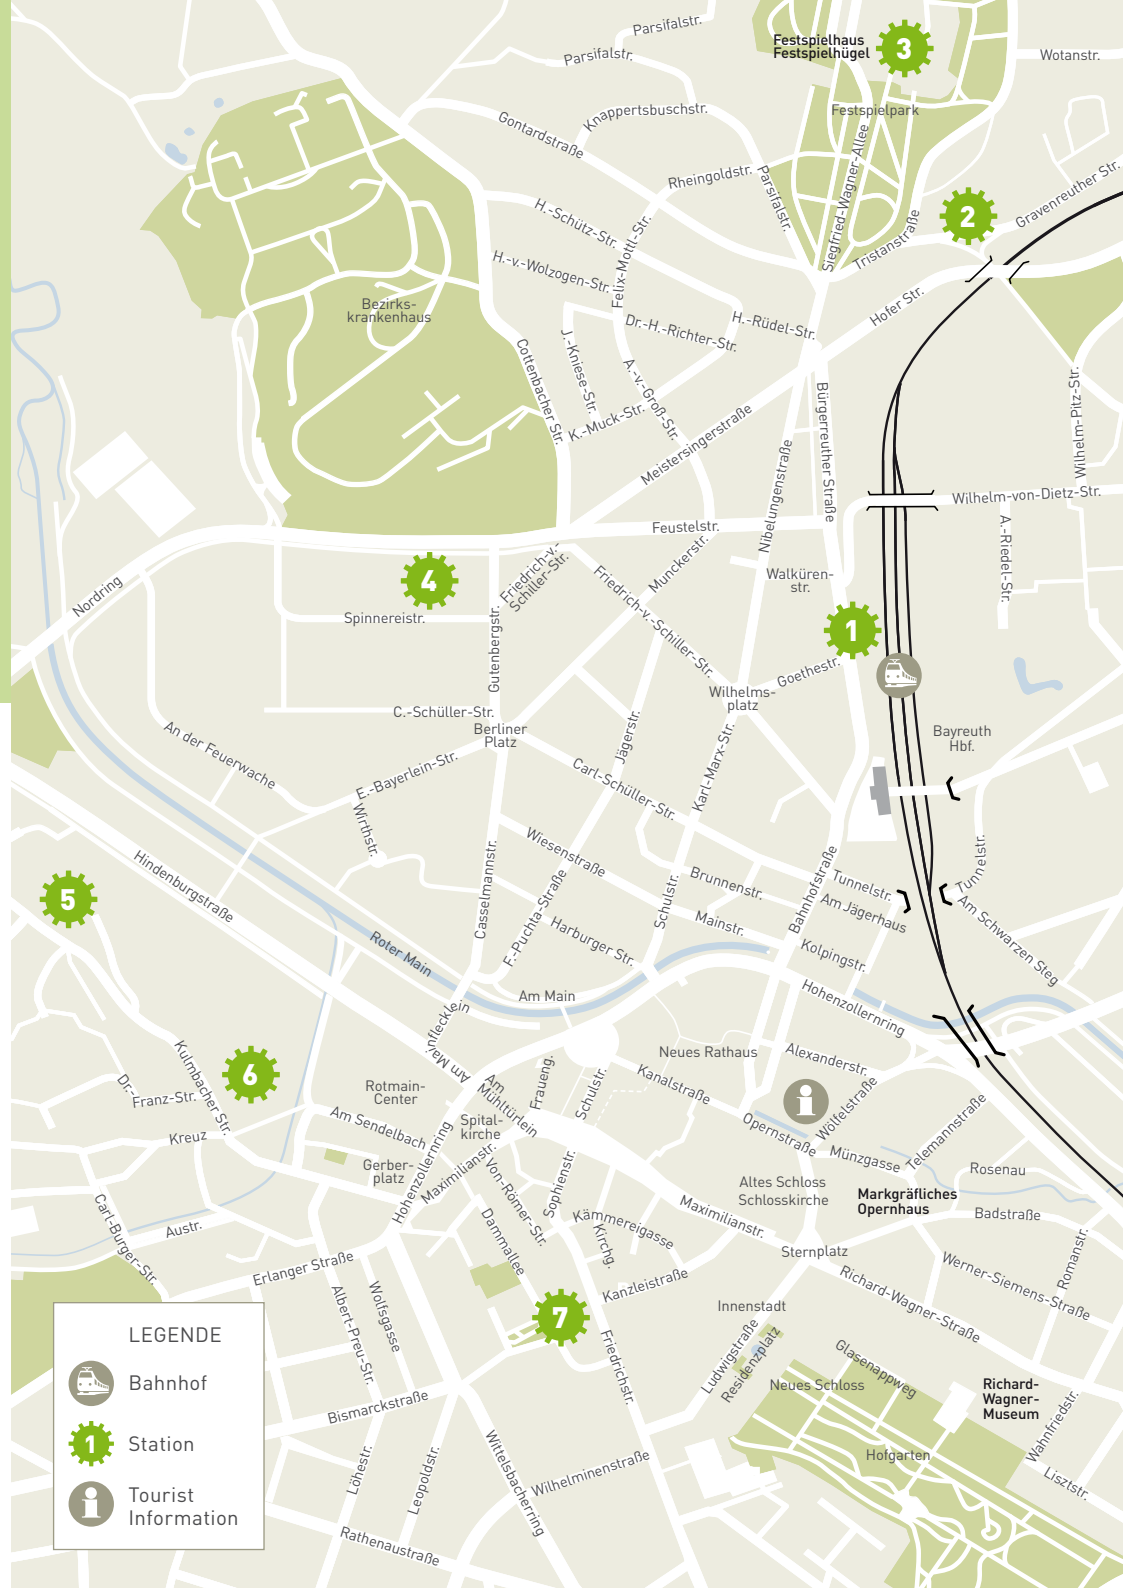 Parsifalstr.
Parsifalstr.
Festspielhaus
Festspielhügel
3
Wotanstr.
Knappertsbuschstr.
Gontardstraße
Festspielpark
Siegfried-Wagner-Allee
Rheingoldstr.
Parsifalstr.
Gravenreuther Str.
2
Tristanstraße
H.-Schütz-Str.
Felix-Mottl-Str.
H.-v.-Wolzogen-Str.
Bezirks-
krankenhaus
Hofer Str.
Dr.-H.-Richter-Str.
H.-Rüdel-Str.
Cottenbacher Str.
J.-Kniese-Str.
A.-v.-Groß-Str.
K.-Muck-Str.
Meistersingerstraße
Bürgerreuther Straße
Wilhelm-Pitz-Str.
Nibelungenstraße
Wilhelm-von-Dietz-Str.
A.-Riedel-Str.
Feustelstr.
Munckerstr.
Friedrich-v.-
Schiller-Str.
Friedrich-v.-Schiller-Str.
Walküren-
str.
4
Nordring
Spinnereistr.
Gutenbergstr.
1
Goethestr.
Wilhelms-
platz
C.-Schüller-Str.
Berliner
Platz
Bayreuth
Hbf.
An der Feuerwache
E.-Bayerlein-Str.
Jägerstr.
Karl-Marx-Str.
Carl-Schüller-Str.
Wirthstr.
Wiesenstraße
Casselmannstr.
F.-Puchta-Straße
Schulstr.
Brunnenstr.
Bahnhofstraße
Tunnelstr.
Tunnelstr.
Am Jägerhaus
Am Schwarzen Steg
Hindenburgstraße
5
Harburger Str.
Mainstr.
Kolpingstr.
Roter Main
Am Main
Hohenzollernring
Am Mainflecklein
Neues Rathaus
Alexanderstr.
Kanalstraße
Kulmbacher Str.
6
Dr.-
Franz-Str.
Kreuz
Rotmain-
Center
Am
Mühltürlein
Fraueng.
Schulstr.
Spital-
kirche
Am Sendelbach
Opernstraße
Wölfelstraße
Münzgasse
Telemannstraße
Rosenau
Gerber-
platz
Hohenzollernring
Maximilianstr.
Von-Römer-Str.
Sophienstr.
Altes Schloss
Schlosskirche
Markgräfliches
Opernhaus
Badstraße
Carl-Burger-Str.
Austr.
Dammallee
Kämmereigasse
Kirchg.
Maximilianstr.
Sternplatz
Romanstr.
Werner-Siemens-Straße
Erlanger Straße
Albert-Preu-Str.
Wolfsgasse
Kanzleistraße
Richard-Wagner-Straße
Innenstadt
7
Friedrichstr.
Ludwigstraße
Residenzplatz
Glasenappweg
Neues Schloss
Richard-
Wagner-
Museum
Wahnfriedstr.
Hofgarten
Lisztstr.
Bismarckstraße
Löhestr.
Leopoldstr.
Wittelsbacherring
Wilhelminenstraße
Rathenaustraße
LEGENDE
Bahnhof
1
Station
Tourist
Information